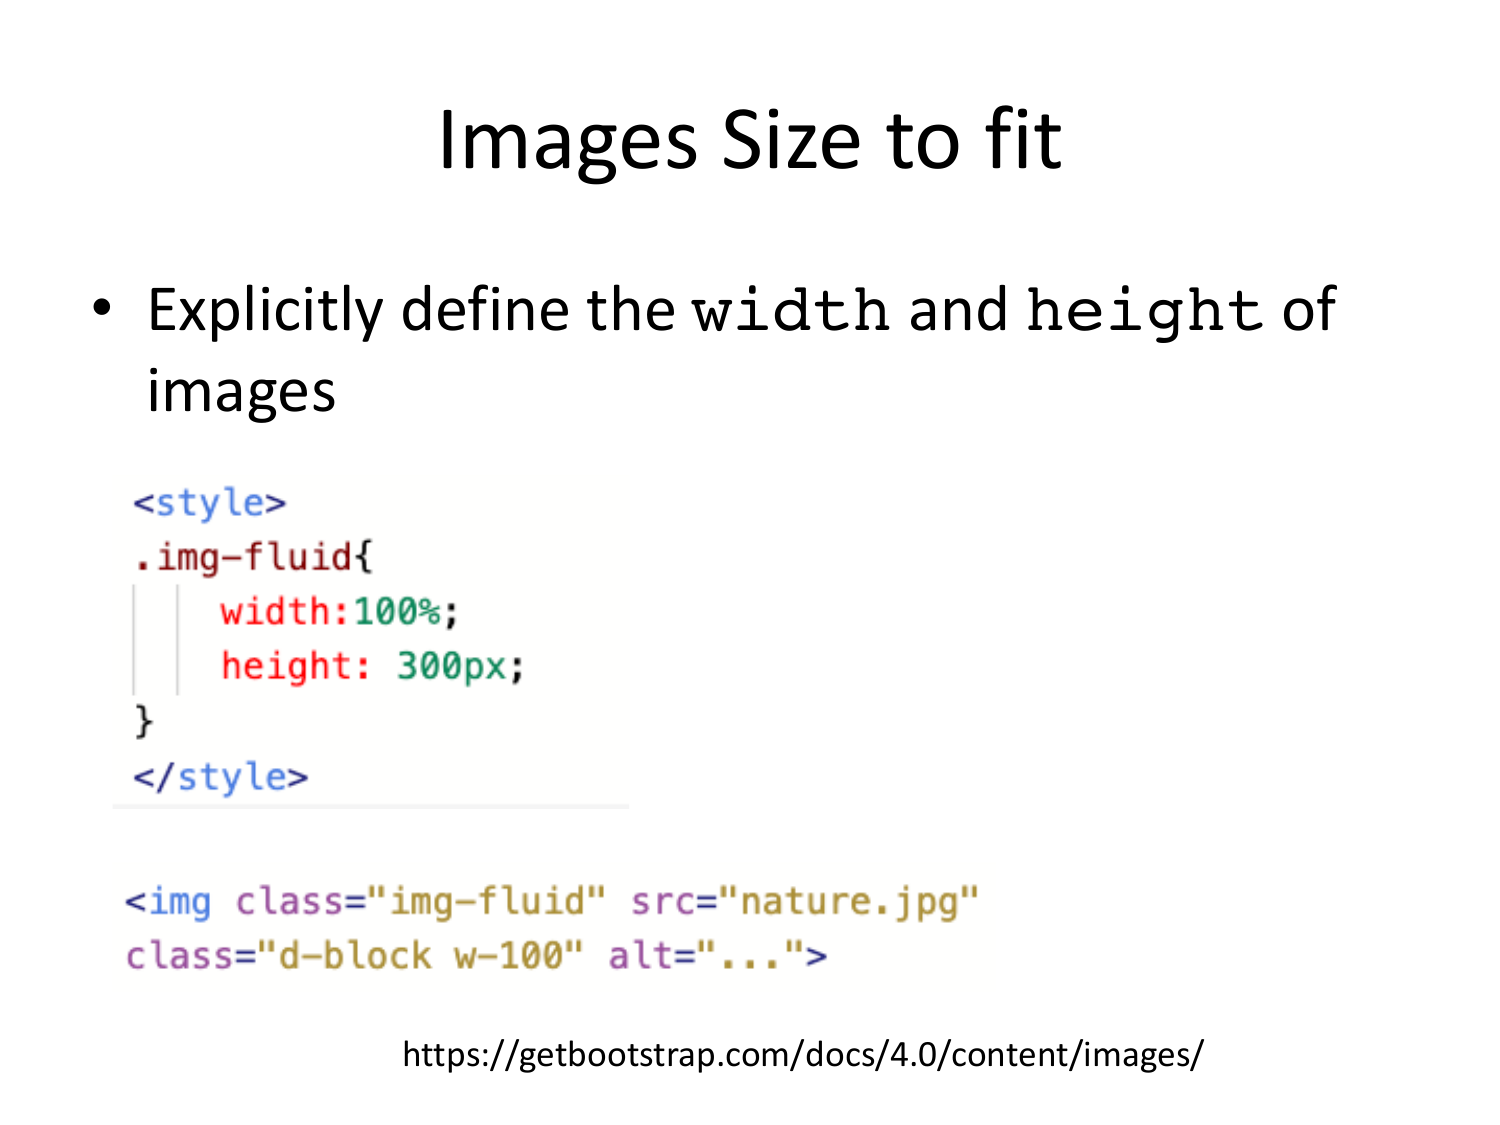 Images Size to fit
• Explicitly define the width and height of
images
<style>
.img-fluid{
width:100%;
height: 300px;
}
</style>
<img class="img-fluid" src="nature.jpg"
class="d-block w-100" alt="...">
https://getbootstrap.com/docs/4.0/content/images/